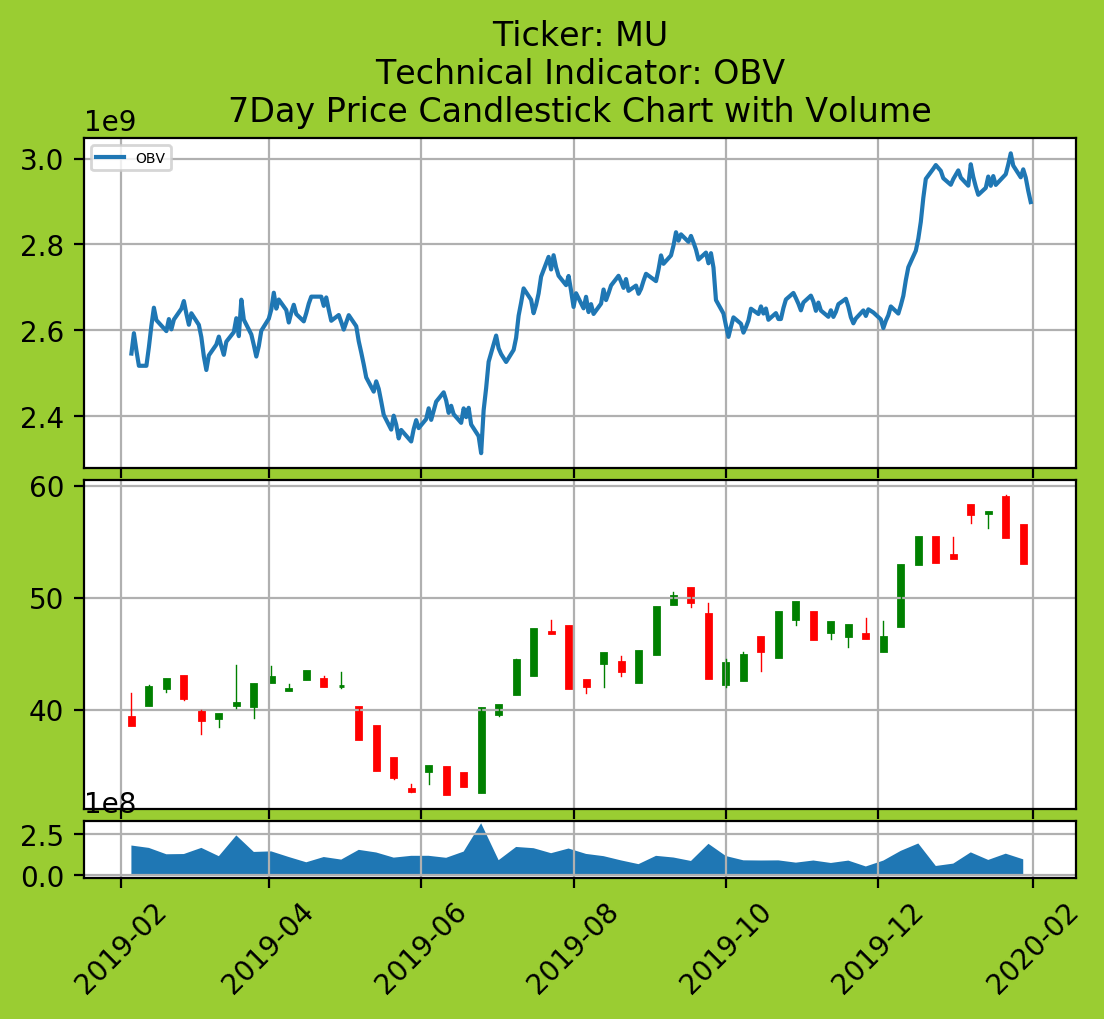 Ticker: MU
Technical Indicator: OBV
7Day Price Candlestick Chart with Volume
1e9
OBV
3.0
2.8
2.6
2.4
60
50
40
1e8
2.5
0.0
2019-02
2019-04
2019-06
2019-08
2019-10
2019-12
2020-02